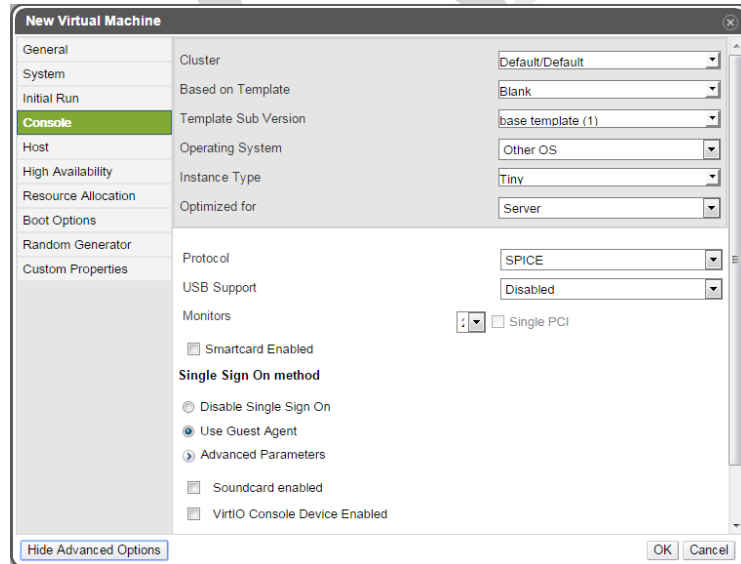 New Virtual Machine
General
System
Initial Run
Console
Host
High Availability
Resource Allocation
Boot Options
Random Generator
Custom Properties
Cluster Default/Default
Based on Template Blank
Template Sub Version base template (1)
Operating System Other OS
Instance Type Tiny
Optimized for Server
Protocol SPICE
USB Support Disabled
Monitors Single PCI
Smartcard Enabled
Single Sign On method
Disable Single Sign On
Use Guest Agent
Advanced Parameters
Soundcard enabled
VirtIO Console Device Enabled
Hide Advanced Options OK Cancel